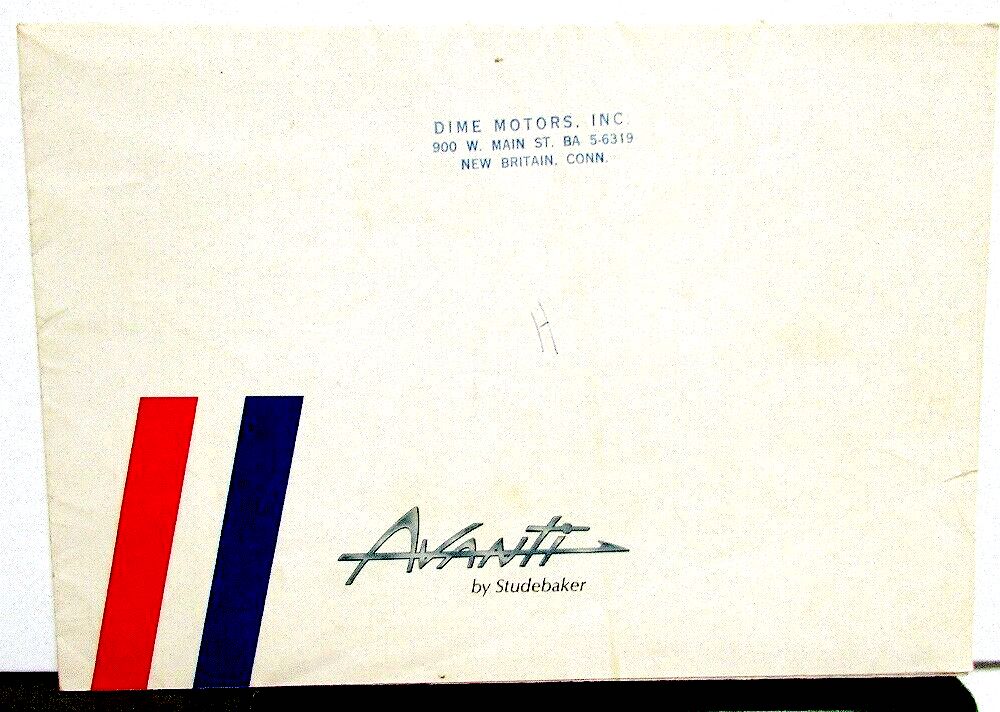 DIME MOTORS, INC.
900 W. MAIN ST. BA 5-6319
NEW BRITAIN, CONN.
H
AVANTI
by Studebaker